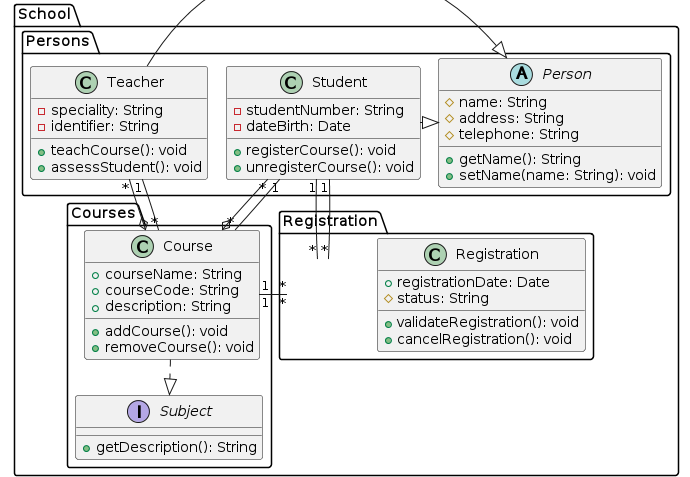 School
Persons
C Teacher
speciality: String
identifier: String
teachCourse(): void
assessStudent(): void
C Student
studentNumber: String
dateBirth: Date
registerCourse(): void
unregisterCourse(): void
A Person
name: String
address: String
telephone: String
getName(): String
setName(name: String): void
* 1
* 1
1 1
* *
* *
Courses
C Course
courseName: String
courseCode: String
description: String
addCourse(): void
removeCourse(): void
1 *
1 *
Registration
C Registration
registrationDate: Date
status: String
validateRegistration(): void
cancelRegistration(): void
I Subject
getDescription(): String